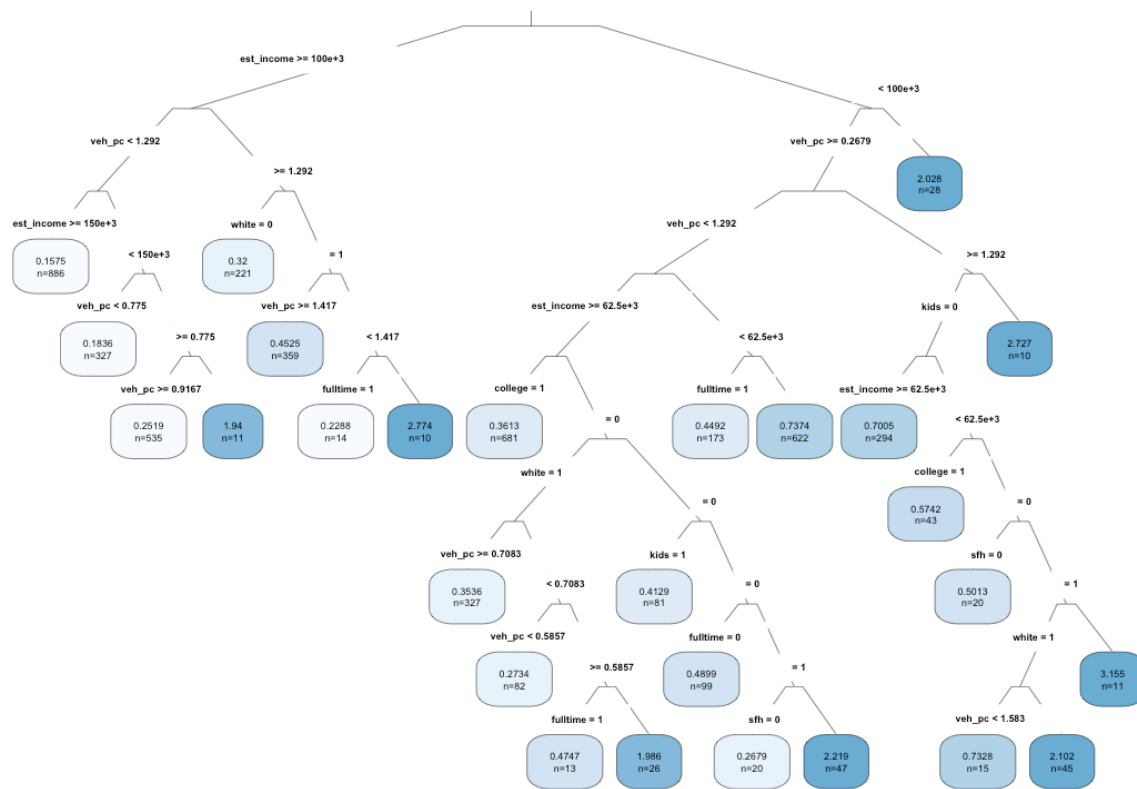 est_income >= 100e+3
< 100e+3
veh_pc < 1.292
veh_pc >= 0.2679
>= 1.292
2.028
n=28
est_income >= 150e+3
white = 0
veh_pc < 1.292
< 150e+3
= 1
>= 1.292
0.1575
n=886
0.32
n=221
veh_pc < 0.775
veh_pc >= 1.417
est_income >= 62.5e+3
kids = 0
>= 0.775
< 1.417
< 62.5e+3
0.1836
n=327
0.4525
n=359
2.727
n=10
veh_pc >= 0.9167
fulltime = 1
college = 1
fulltime = 1
est_income >= 62.5e+3
= 0
< 62.5e+3
0.2519
n=535
1.94
n=11
0.2288
n=14
2.774
n=10
0.3613
n=681
0.4492
n=173
0.7374
n=622
0.7005
n=294
white = 1
college = 1
= 0
= 0
0.5742
n=43
veh_pc >= 0.7083
kids = 1
sfh = 0
< 0.7083
= 0
= 1
0.3536
n=327
0.4129
n=81
0.5013
n=20
veh_pc < 0.5857
fulltime = 0
white = 1
>= 0.5857
= 1
0.2734
n=82
0.4899
n=99
3.155
n=11
fulltime = 1
sfh = 0
veh_pc < 1.583
0.4747
n=13
1.986
n=26
0.2679
n=20
2.219
n=47
0.7328
n=15
2.102
n=45